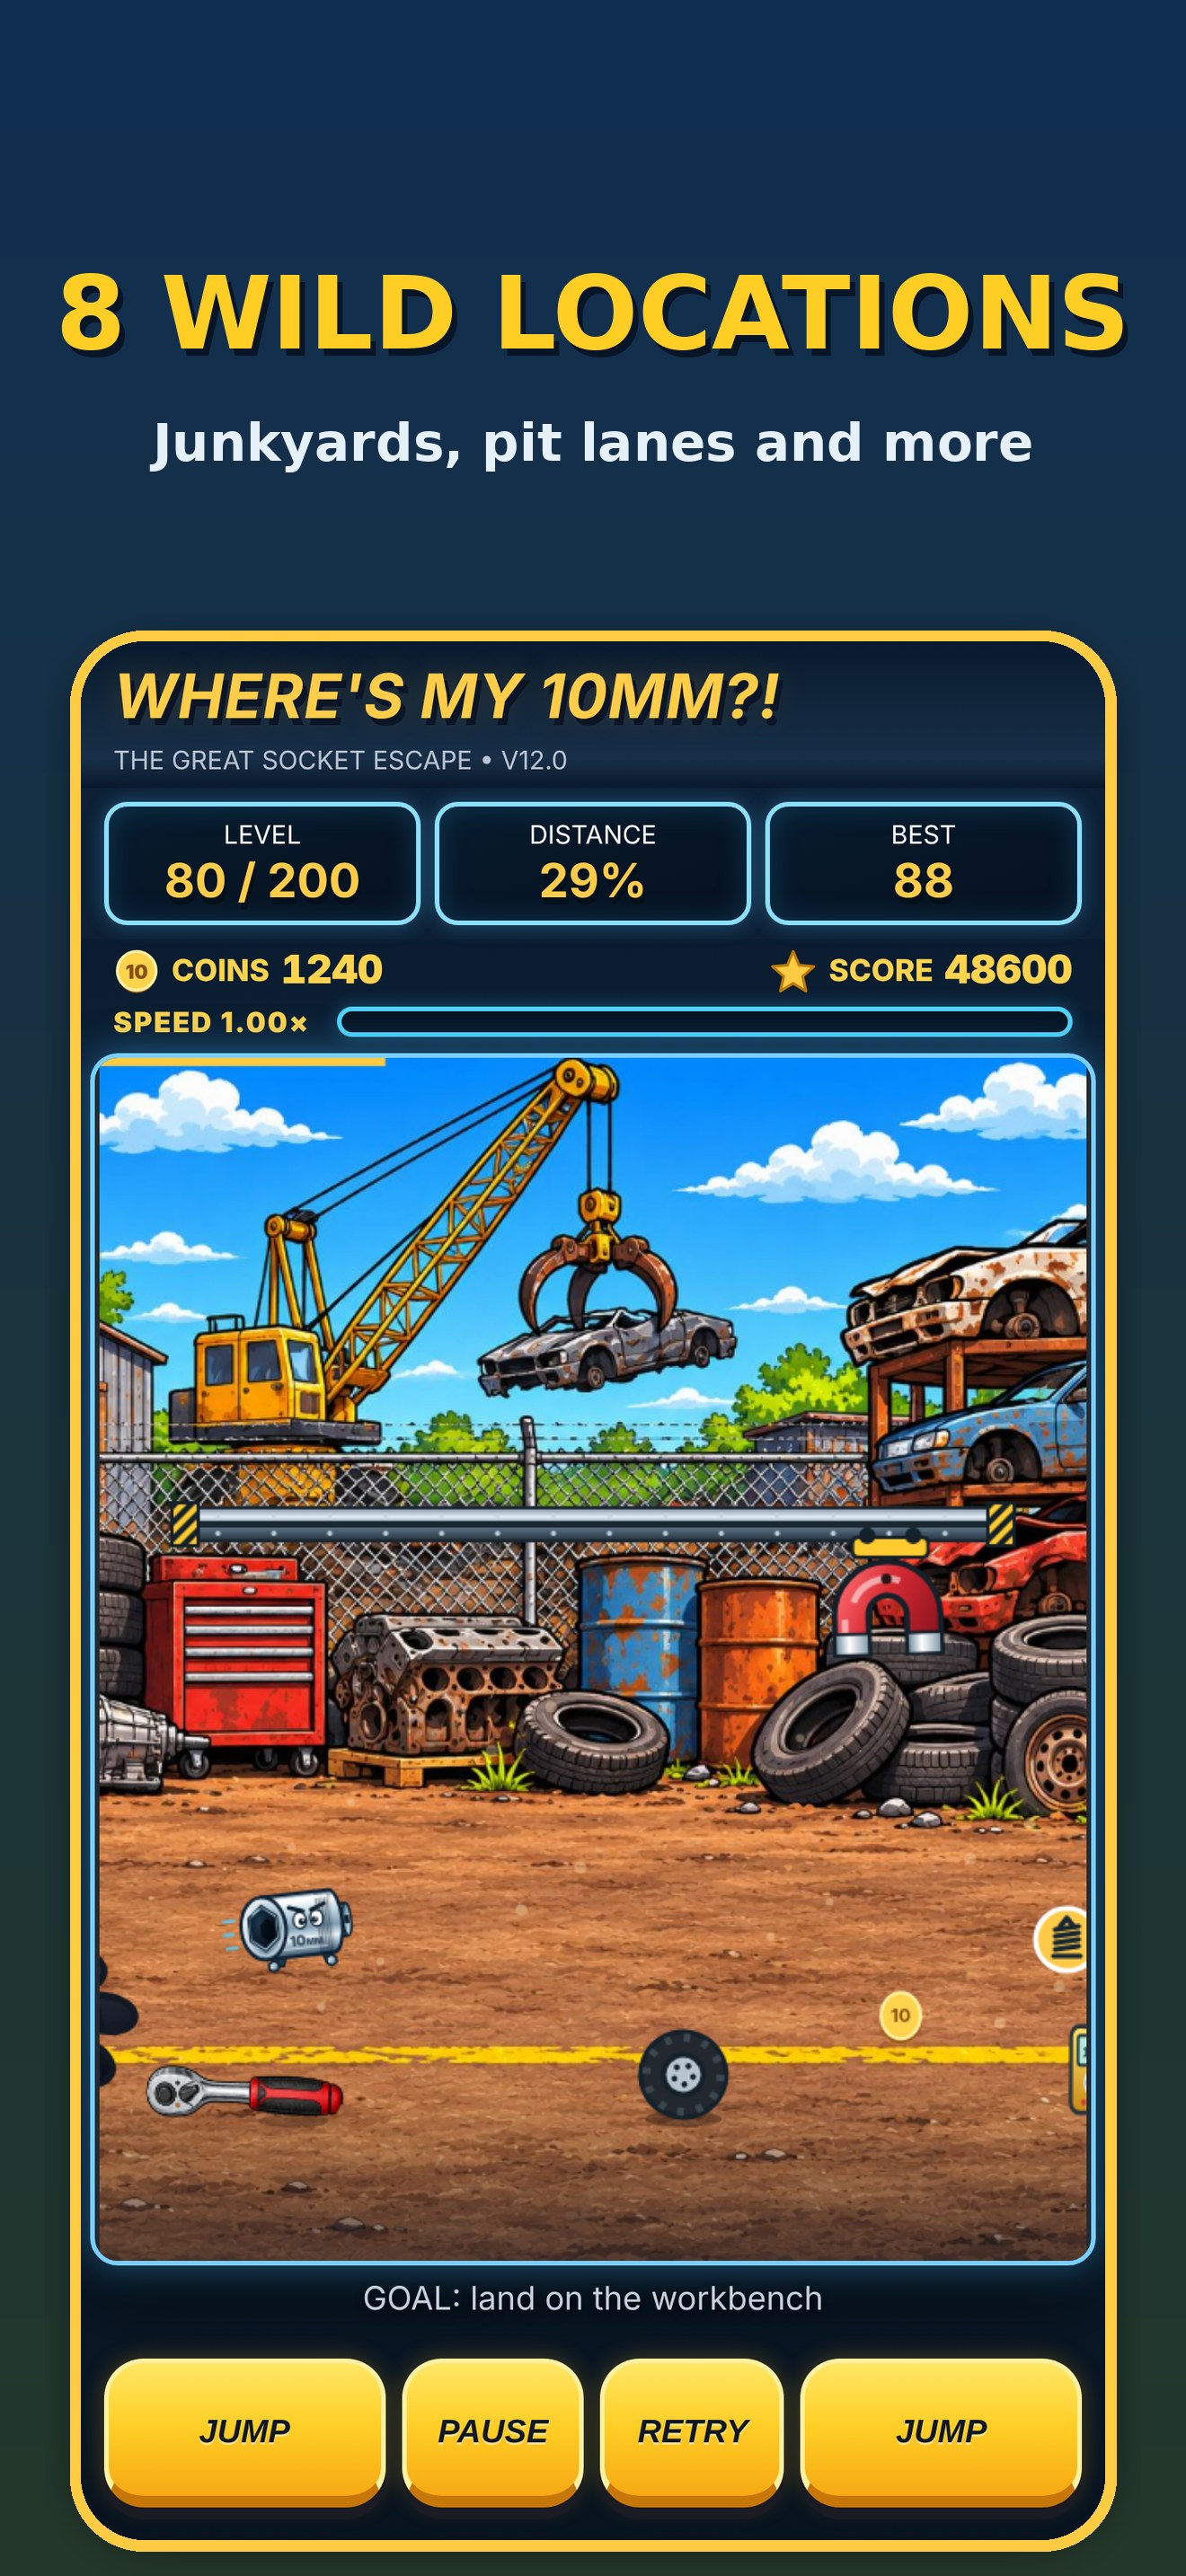 8 WILD LOCATIONS
Junkyards, pit lanes and more
WHERE'S MY 10MM?!
THE GREAT SOCKET ESCAPE • V12.0
LEVEL DISTANCE BEST
80 / 200 29% 88
10 COINS 1240 SCORE 48600
SPEED 1.00×
10MM
10
GOAL: land on the workbench
JUMP PAUSE RETRY JUMP